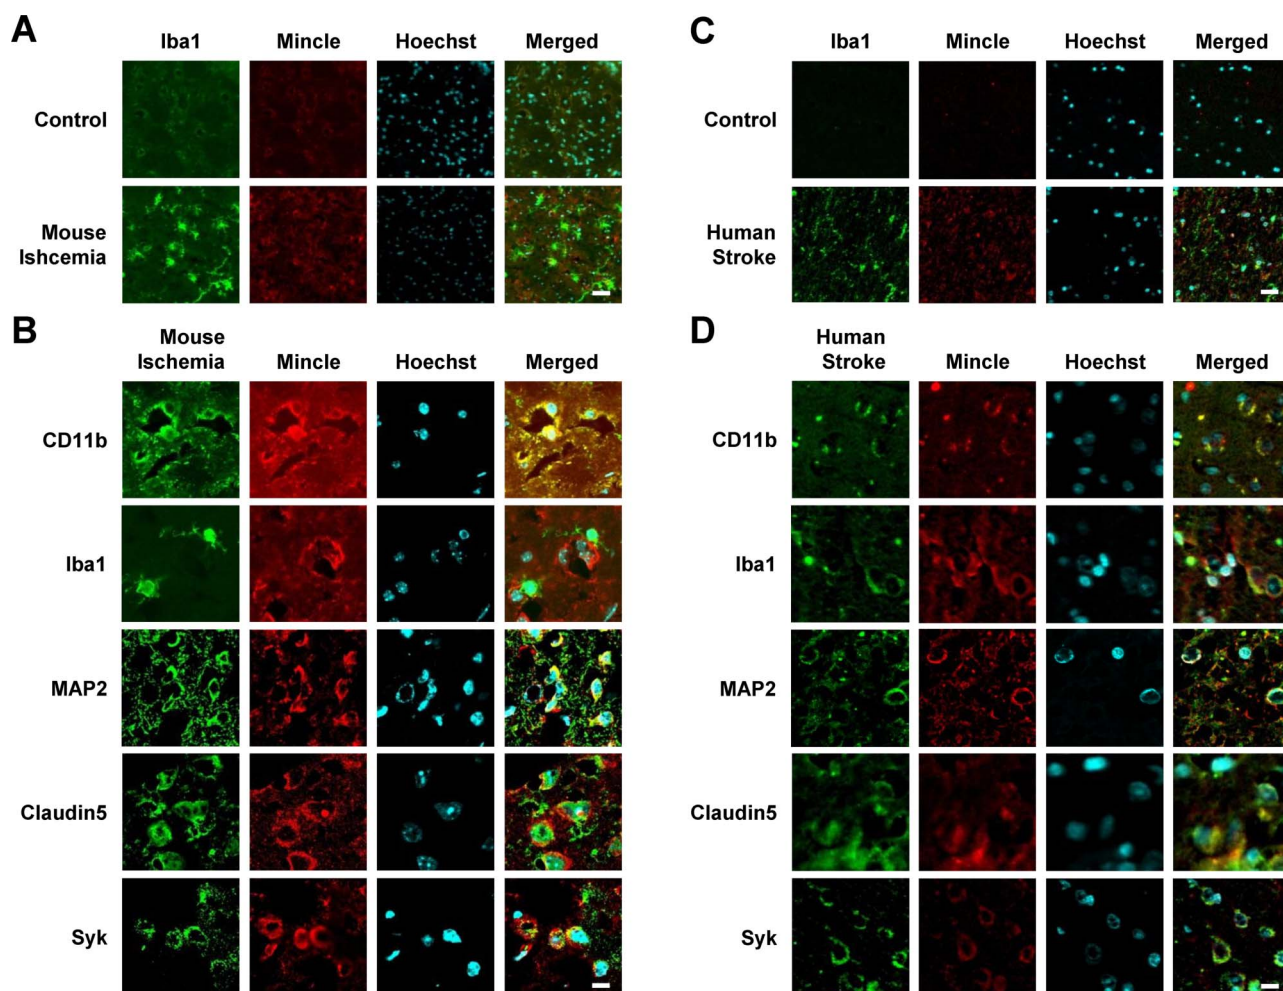 A
Iba1 Mincle Hoechst Merged
Control
Mouse
Ishcemia
B
Mouse
Ischemia Mincle Hoechst Merged
CD11b
Iba1
MAP2
Claudin5
Syk
C
Iba1 Mincle Hoechst Merged
Control
Human
Stroke
D
Human
Stroke Mincle Hoechst Merged
CD11b
Iba1
MAP2
Claudin5
Syk